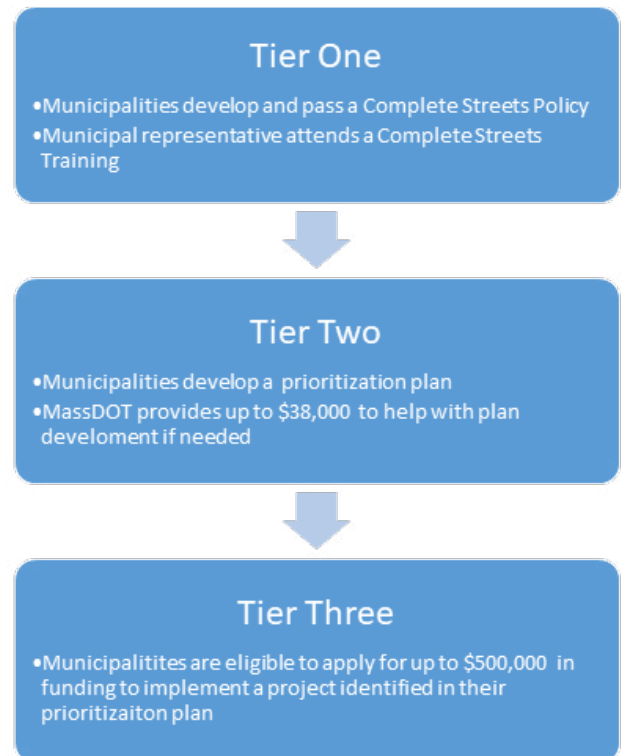 Tier One
•Municipalities develop and pass a Complete Streets Policy
•Municipal representative attends a Complete Streets
Training
Tier Two
•Municipalities develop a prioritization plan
•MassDOT provides up to $38,000 to help with plan
develoment if needed
Tier Three
•Municipalitites are eligible to apply for up to $500,000 in
funding to implement a project identified in their
prioritizaiton plan